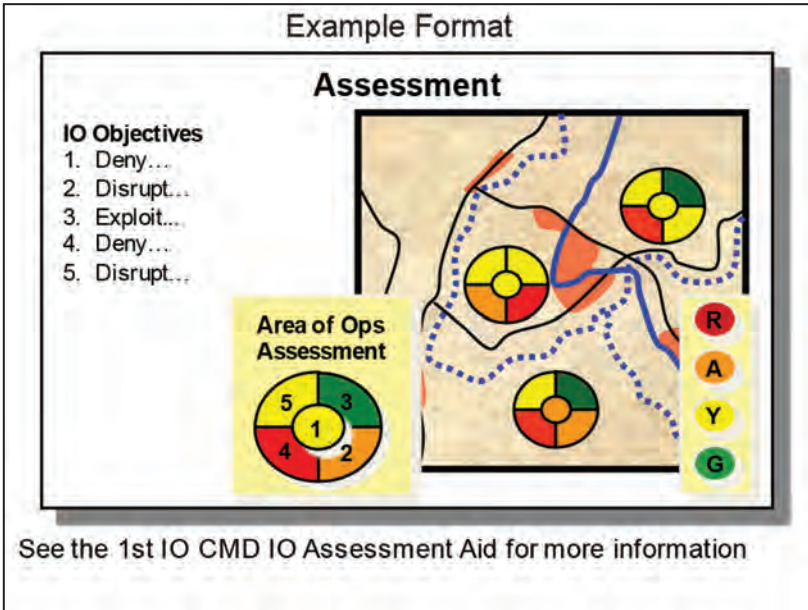 Example Format
Assessment
IO Objectives
1. Deny…
2. Disrupt…
3. Exploit...
4. Deny…
5. Disrupt…
Area of Ops
Assessment
5
3
1
4
2
R
A
Y
G
See the 1st IO CMD IO Assessment Aid for more information